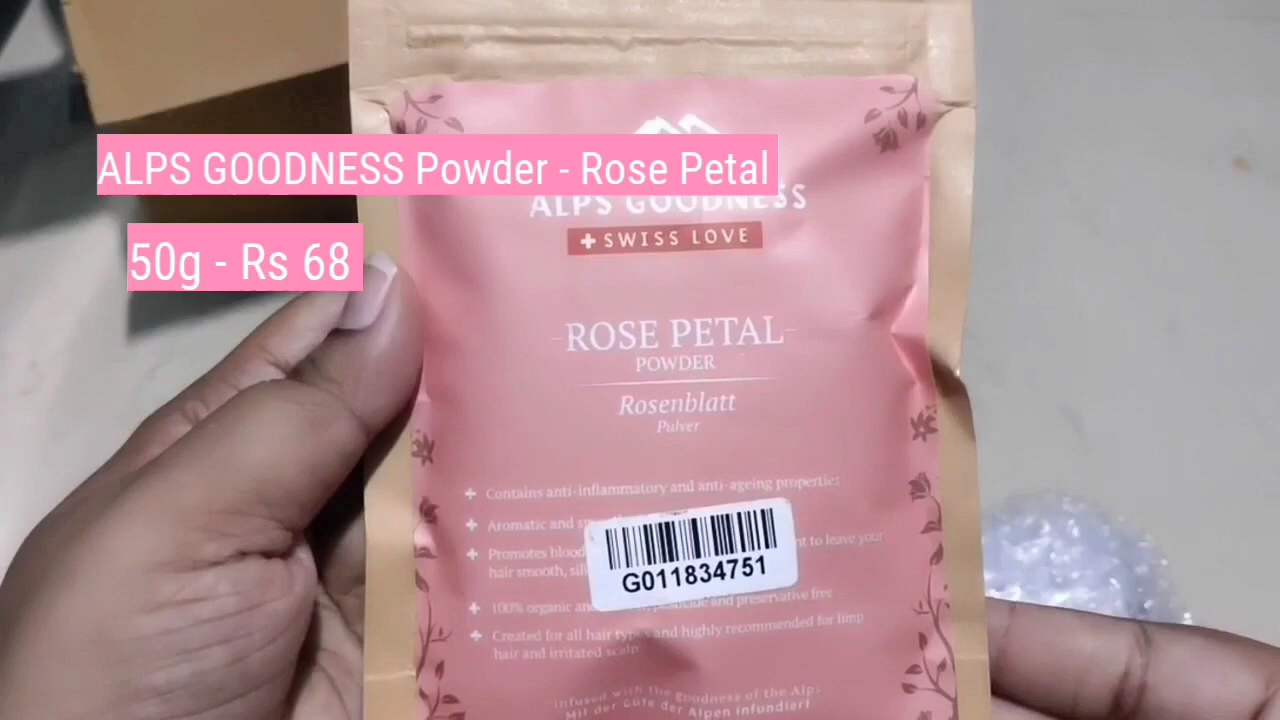 ALPS GOODNESS Powder - Rose Petal
50g - Rs 68
ALPS GOODNESS
SWISS LOVE
ROSE PETAL
POWDER
Rosenblatt
Pulver
Contains anti-inflammatory and anti-ageing properties
Aromatic and
Promotes blood to leave your
hair smooth,
100% organic pesticide and preservative free
Created for all hair types and highly recommended for limp
hair and irritated scalp
G011834751
Infused with the goodness of the Alps
Mit der Güte der Alpen infundiert